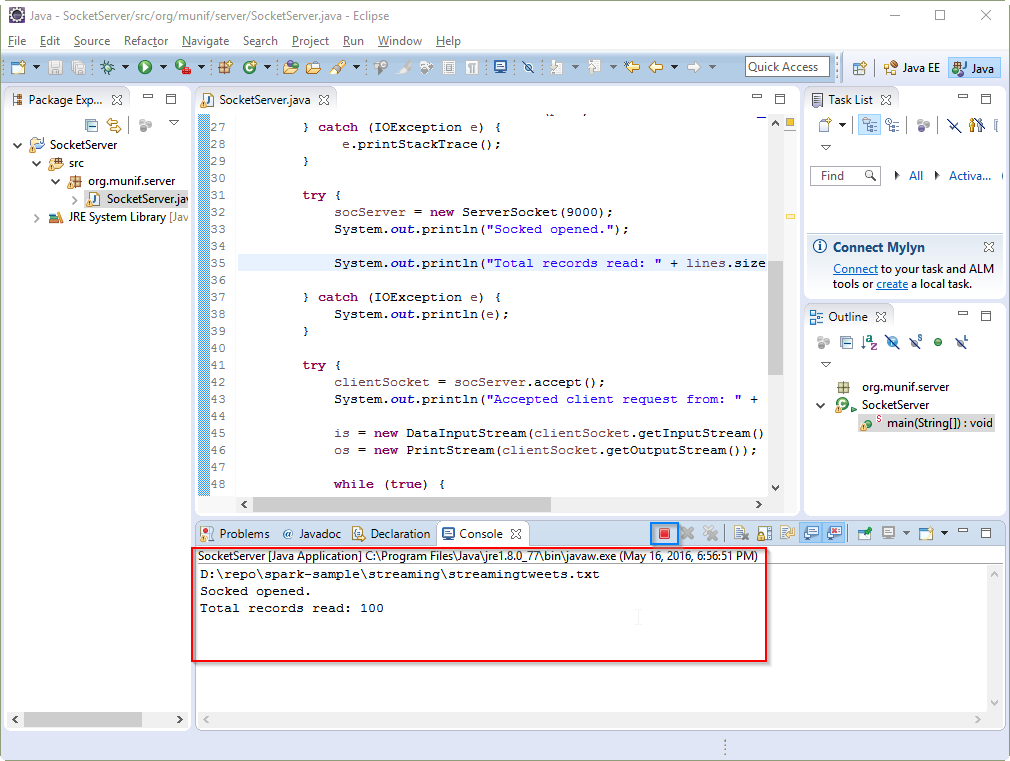 Java - SocketServer/src/org/munif/server/SocketServer.java - Eclipse
File Edit Source Refactor Navigate Search Project Run Window Help
Quick Access Java EE Java
Package Exp...
SocketServer
src
org.munif.server
SocketServer.jav
JRE System Library [Jav
SocketServer.java
27 } catch (IOException e) {
28 e.printStackTrace();
29 }
30
31 try {
32 socServer = new ServerSocket(9000);
33 System.out.println("Socked opened.");
34
35 System.out.println("Total records read: " + lines.size
36
37 } catch (IOException e) {
38 System.out.println(e);
39 }
40
41 try {
42 clientSocket = socServer.accept();
43 System.out.println("Accepted client request from: " +
44
45 is = new DataInputStream(clientSocket.getInputStream()
46 os = new PrintStream(clientSocket.getOutputStream());
47
48 while (true) {
Task List
Find All Activa...
Connect Mylyn
Connect to your task and ALM
tools or create a local task.
Outline
org.munif.server
SocketServer
main(String[]) : void
Problems Javadoc Declaration Console
SocketServer [Java Application] C:\Program Files\Java\jre1.8.0_77\bin\javaw.exe (May 16, 2016, 6:56:51 PM)
D:\repo\spark-sample\streaming\streamingtweets.txt
Socked opened.
Total records read: 100